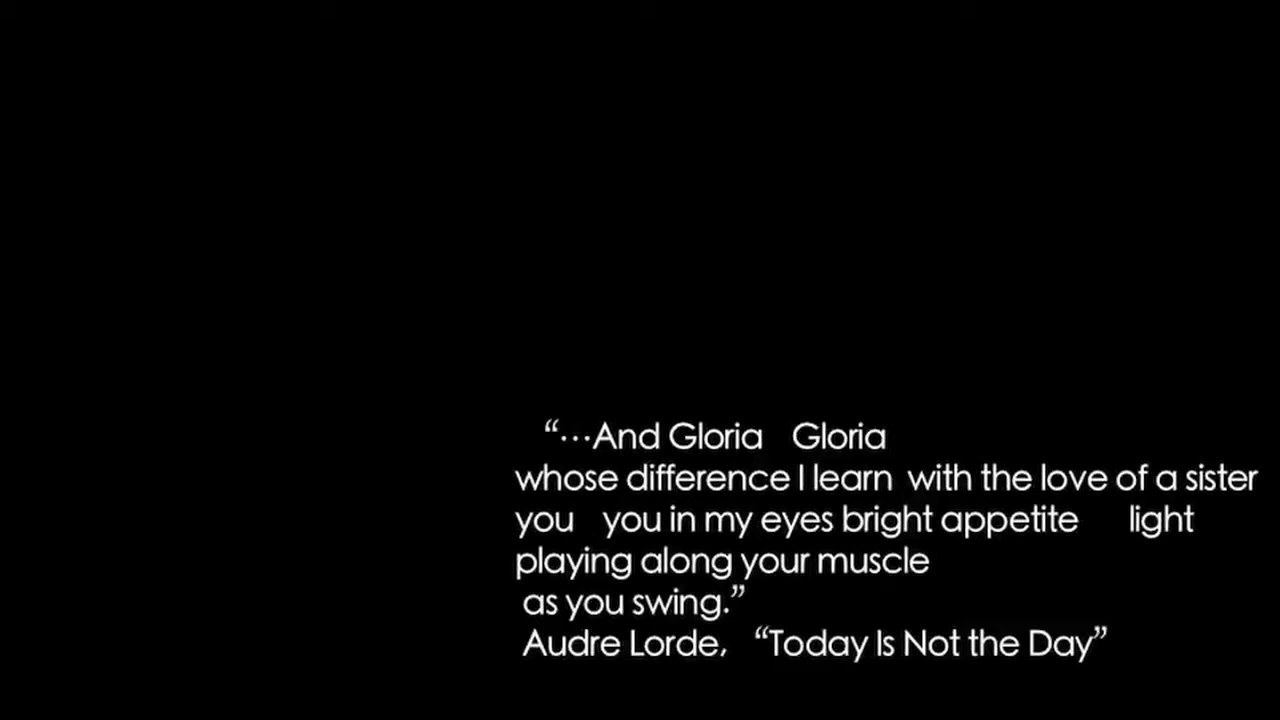 “…And Gloria Gloria
whose difference I learn with the love of a sister
you you in my eyes bright appetite light
playing along your muscle
as you swing.”
Audre Lorde, “Today Is Not the Day”